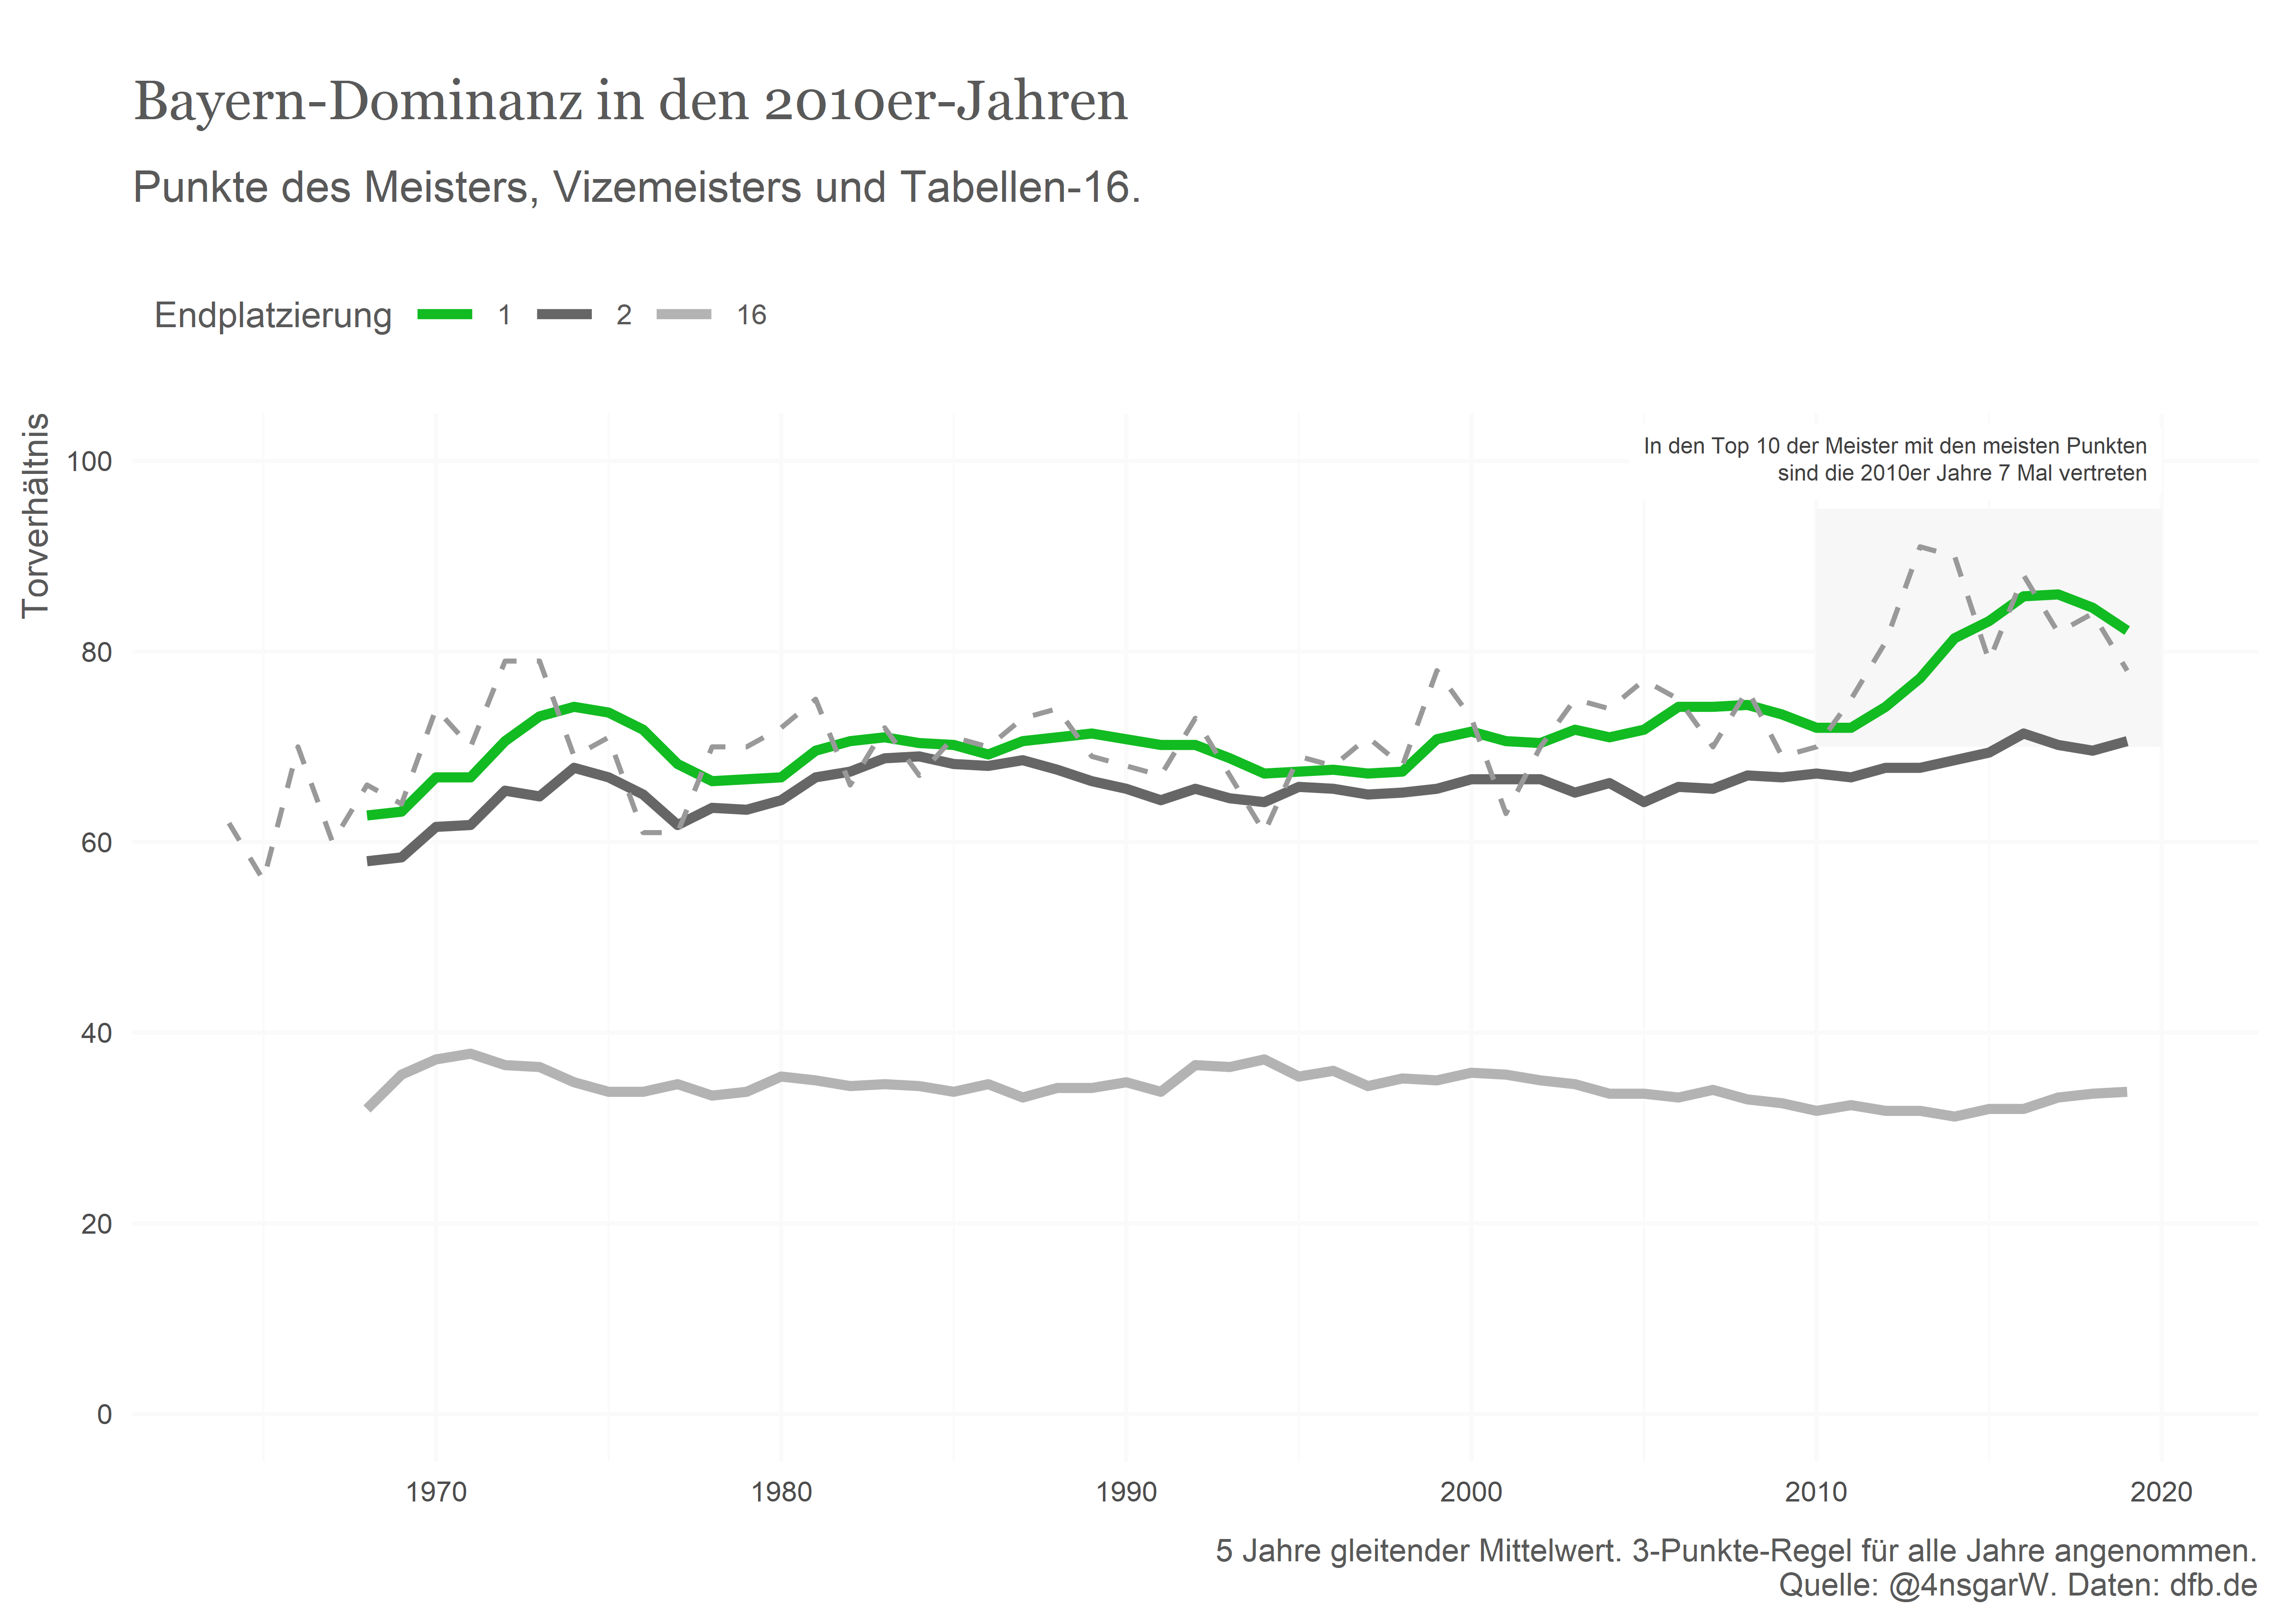 Bayern-Dominanz in den 2010er-Jahren
Punkte des Meisters, Vizemeisters und Tabellen-16.
Endplatzierung 1 2 16
Torverhältnis
100
80
60
40
20
0
In den Top 10 der Meister mit den meisten Punkten
sind die 2010er Jahre 7 Mal vertreten
1970 1980 1990 2000 2010 2020
5 Jahre gleitender Mittelwert. 3-Punkte-Regel für alle Jahre angenommen.
Quelle: @4nsgarW. Daten: dfb.de